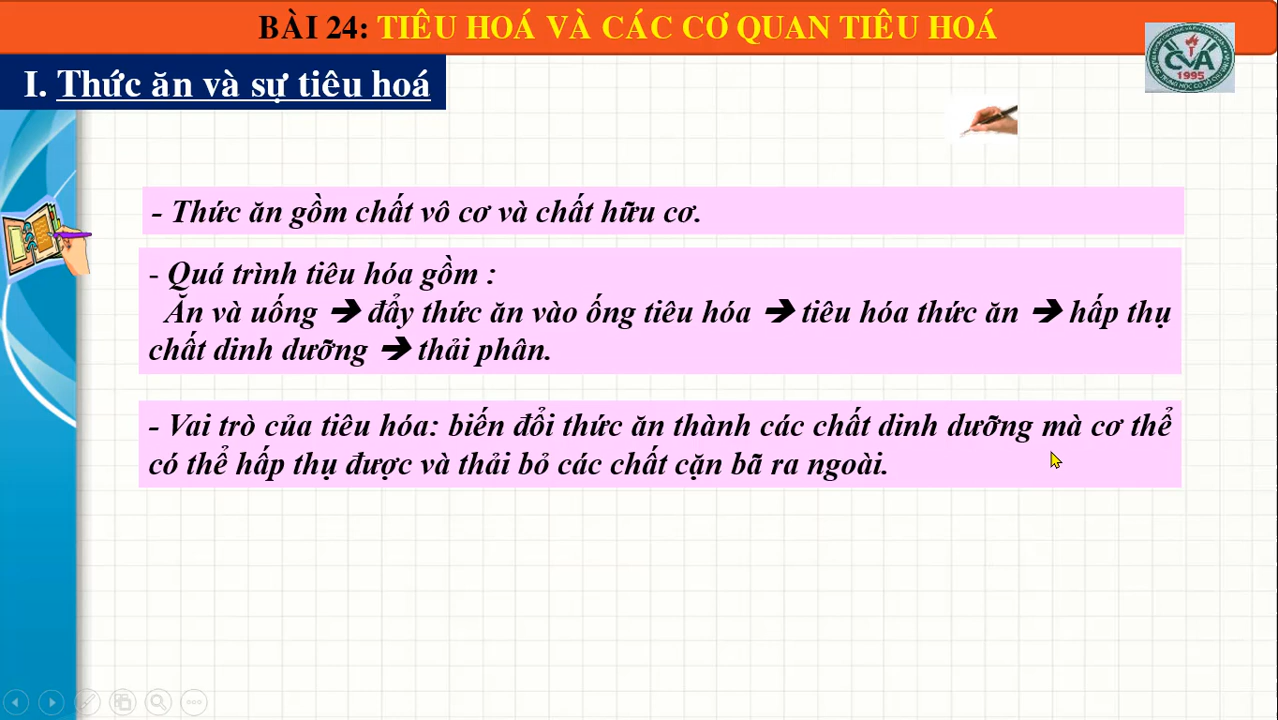 BÀI 24: TIÊU HOÁ VÀ CÁC CƠ QUAN TIÊU HOÁ
I. Thức ăn và sự tiêu hoá
CVA
1995
- Thức ăn gồm chất vô cơ và chất hữu cơ.
- Quá trình tiêu hóa gồm :
Ăn và uống ➔ đẩy thức ăn vào ống tiêu hóa ➔ tiêu hóa thức ăn ➔ hấp thụ
chất dinh dưỡng ➔ thải phân.
- Vai trò của tiêu hóa: biến đổi thức ăn thành các chất dinh dưỡng mà cơ thể
có thể hấp thụ được và thải bỏ các chất cặn bã ra ngoài.